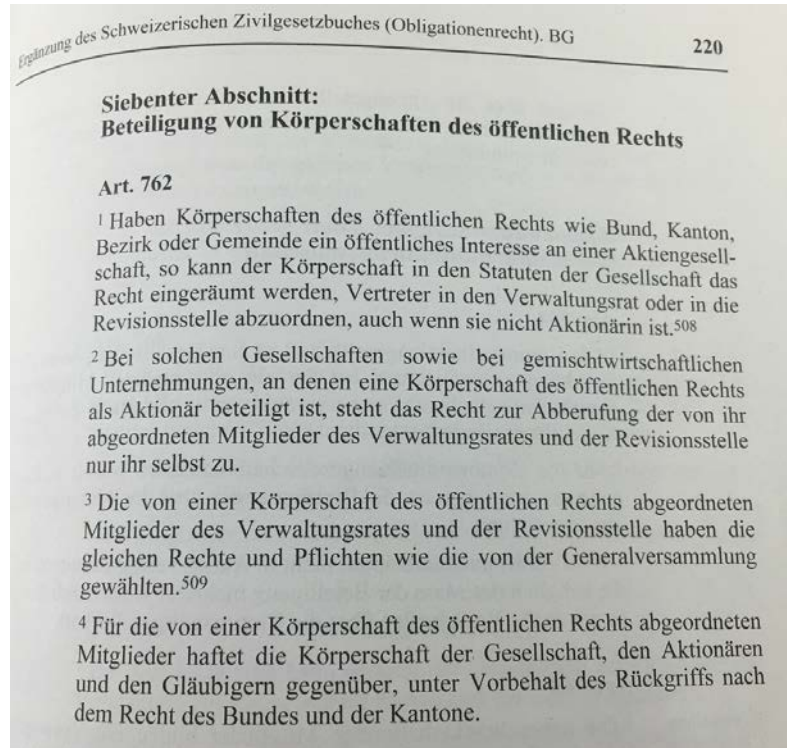 Ergänzung des Schweizerischen Zivilgesetzbuches (Obligationenrecht). BG
220
Siebenter Abschnitt:
Beteiligung von Körperschaften des öffentlichen Rechts
Art. 762
1 Haben Körperschaften des öffentlichen Rechts wie Bund, Kanton,
Bezirk oder Gemeinde ein öffentliches Interesse an einer Aktiengesell-
schaft, so kann der Körperschaft in den Statuten der Gesellschaft das
Recht eingeräumt werden, Vertreter in den Verwaltungsrat oder in die
Revisionsstelle abzuordnen, auch wenn sie nicht Aktionärin ist.508
2 Bei solchen Gesellschaften sowie bei gemischtwirtschaftlichen
Unternehmungen, an denen eine Körperschaft des öffentlichen Rechts
als Aktionär beteiligt ist, steht das Recht zur Abberufung der von ihr
abgeordneten Mitglieder des Verwaltungsrates und der Revisionsstelle
nur ihr selbst zu.
3 Die von einer Körperschaft des öffentlichen Rechts abgeordneten
Mitglieder des Verwaltungsrates und der Revisionsstelle haben die
gleichen Rechte und Pflichten wie die von der Generalversammlung
gewählten.509
4 Für die von einer Körperschaft des öffentlichen Rechts abgeordneten
Mitglieder haftet die Körperschaft der Gesellschaft, den Aktionären
und den Gläubigern gegenüber, unter Vorbehalt des Rückgriffs nach
dem Recht des Bundes und der Kantone.